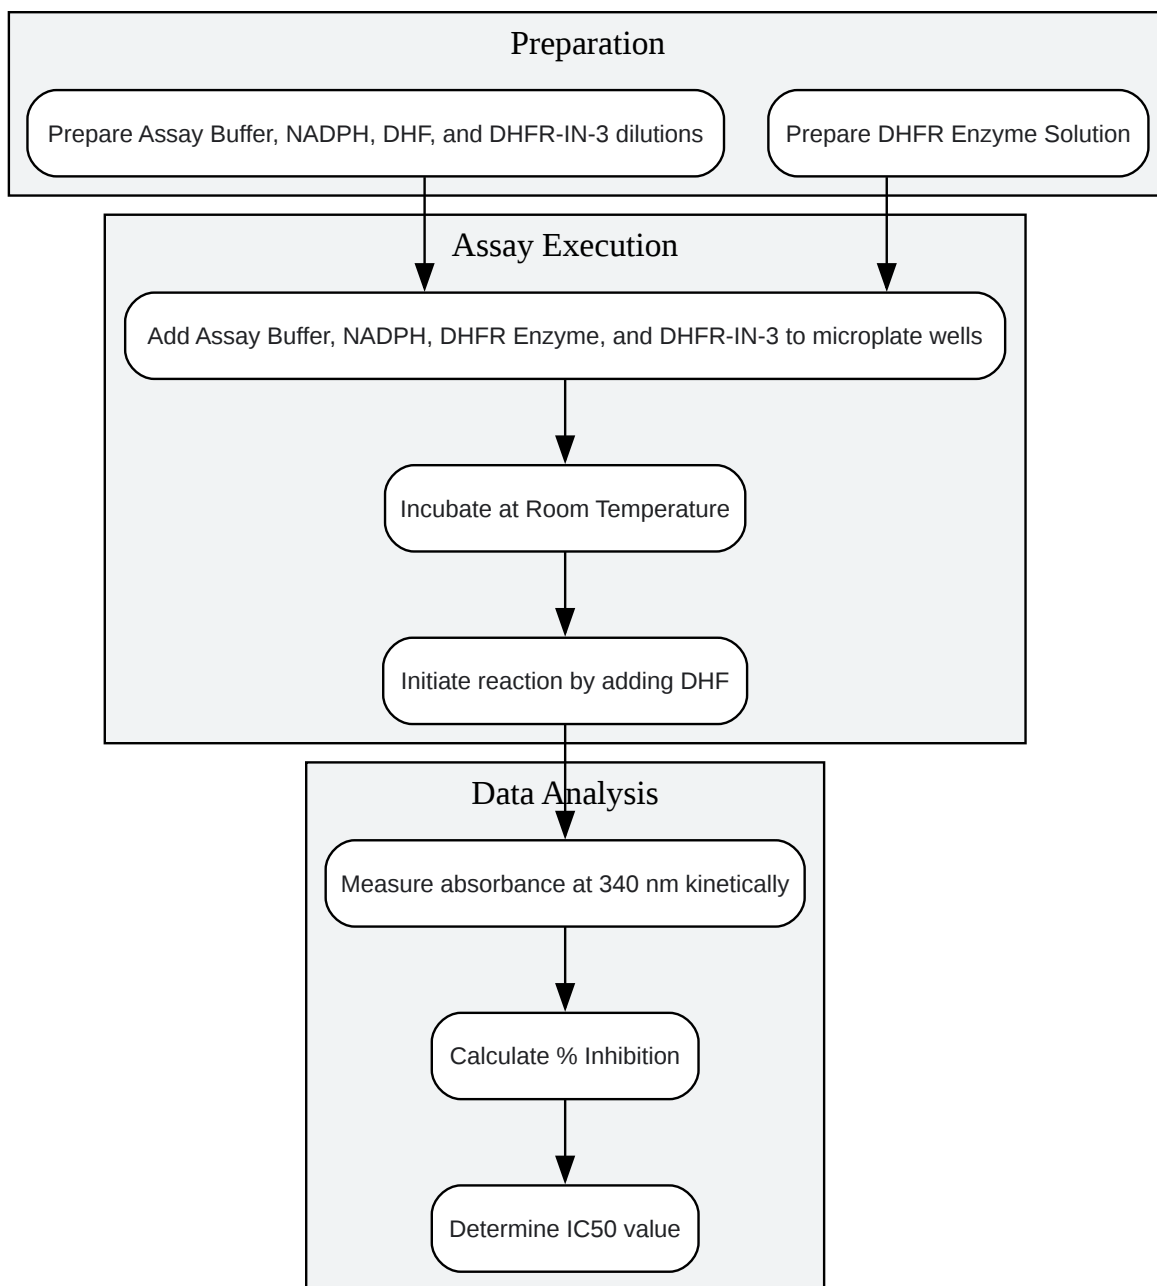 Preparation
Prepare Assay Buffer, NADPH, DHF, and DHFR-IN-3 dilutions
Prepare DHFR Enzyme Solution
Assay Execution
Add Assay Buffer, NADPH, DHFR Enzyme, and DHFR-IN-3 to microplate wells
Incubate at Room Temperature
Initiate reaction by adding DHF
Data Analysis
Measure absorbance at 340 nm kinetically
Calculate % Inhibition
Determine IC50 value